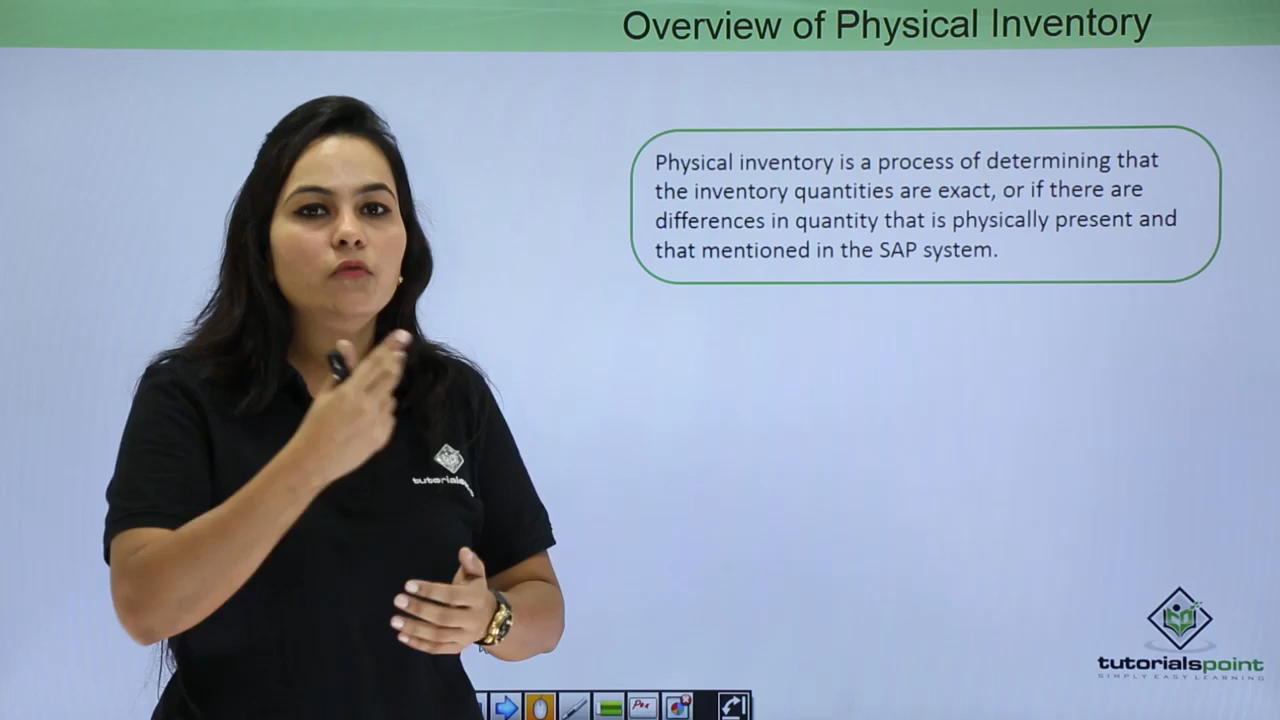 Overview of Physical Inventory
Physical inventory is a process of determining that
the inventory quantities are exact, or if there are
differences in quantity that is physically present and
that mentioned in the SAP system.
tutorialspoint
SIMPLY EASY LEARNING
Pen